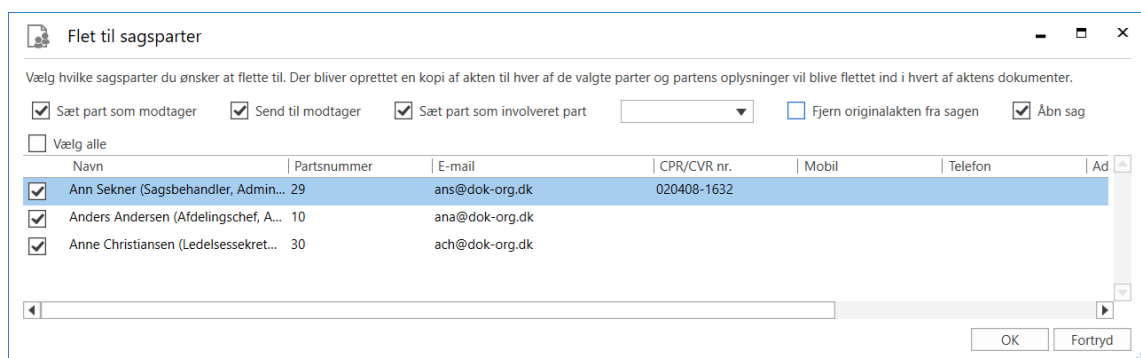 Flet til sagsparter
Vælg hvilke sagsparter du ønsker at flette til. Der bliver oprettet en kopi af akten til hver af de valgte parter og partens oplysninger vil blive flettet ind i hvert af aktens dokumenter.
Sæt part som modtager Send til modtager Sæt part som involveret part Fjern originalakten fra sagen Åbn sag
Vælg alle
Navn Partsnummer E-mail CPR/CVR nr. Mobil Telefon Ad
Ann Sekner (Sagsbehandler, Admin... 29 ans@dok-org.dk 020408-1632
Anders Andersen (Afdelingschef, A... 10 ana@dok-org.dk
Anne Christiansen (Ledelsessekret... 30 ach@dok-org.dk
OK Fortryd